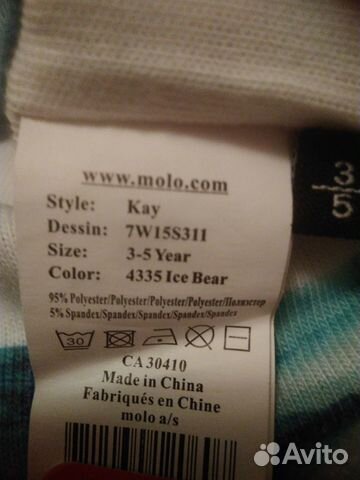 www.molo.com
Style: Kay
Dessin: 7W15S311
Size: 3-5 Year
Color: 4335 Ice Bear
95% Polyester/Polyester/Polyester/Polyester/Полиэстер
5% Spandex/Spandex/Spandex/Spandex/Spandex
30
CA 30410
Made in China
Fabriqués en Chine
molo a/s
3
5
Avito